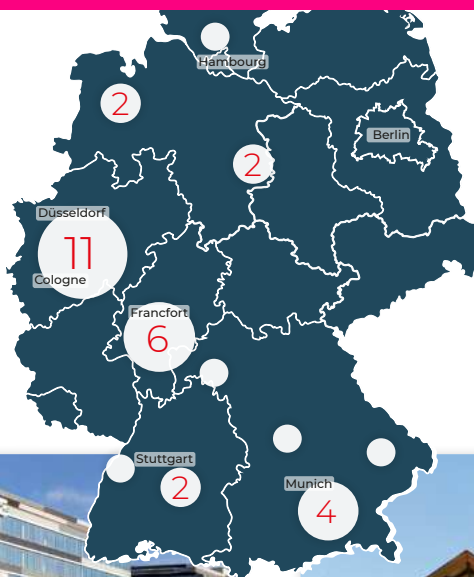 Hambourg
2
Berlin
2
Düsseldorf
11
Cologne
Francfort
6
Stuttgart
2
Munich
4